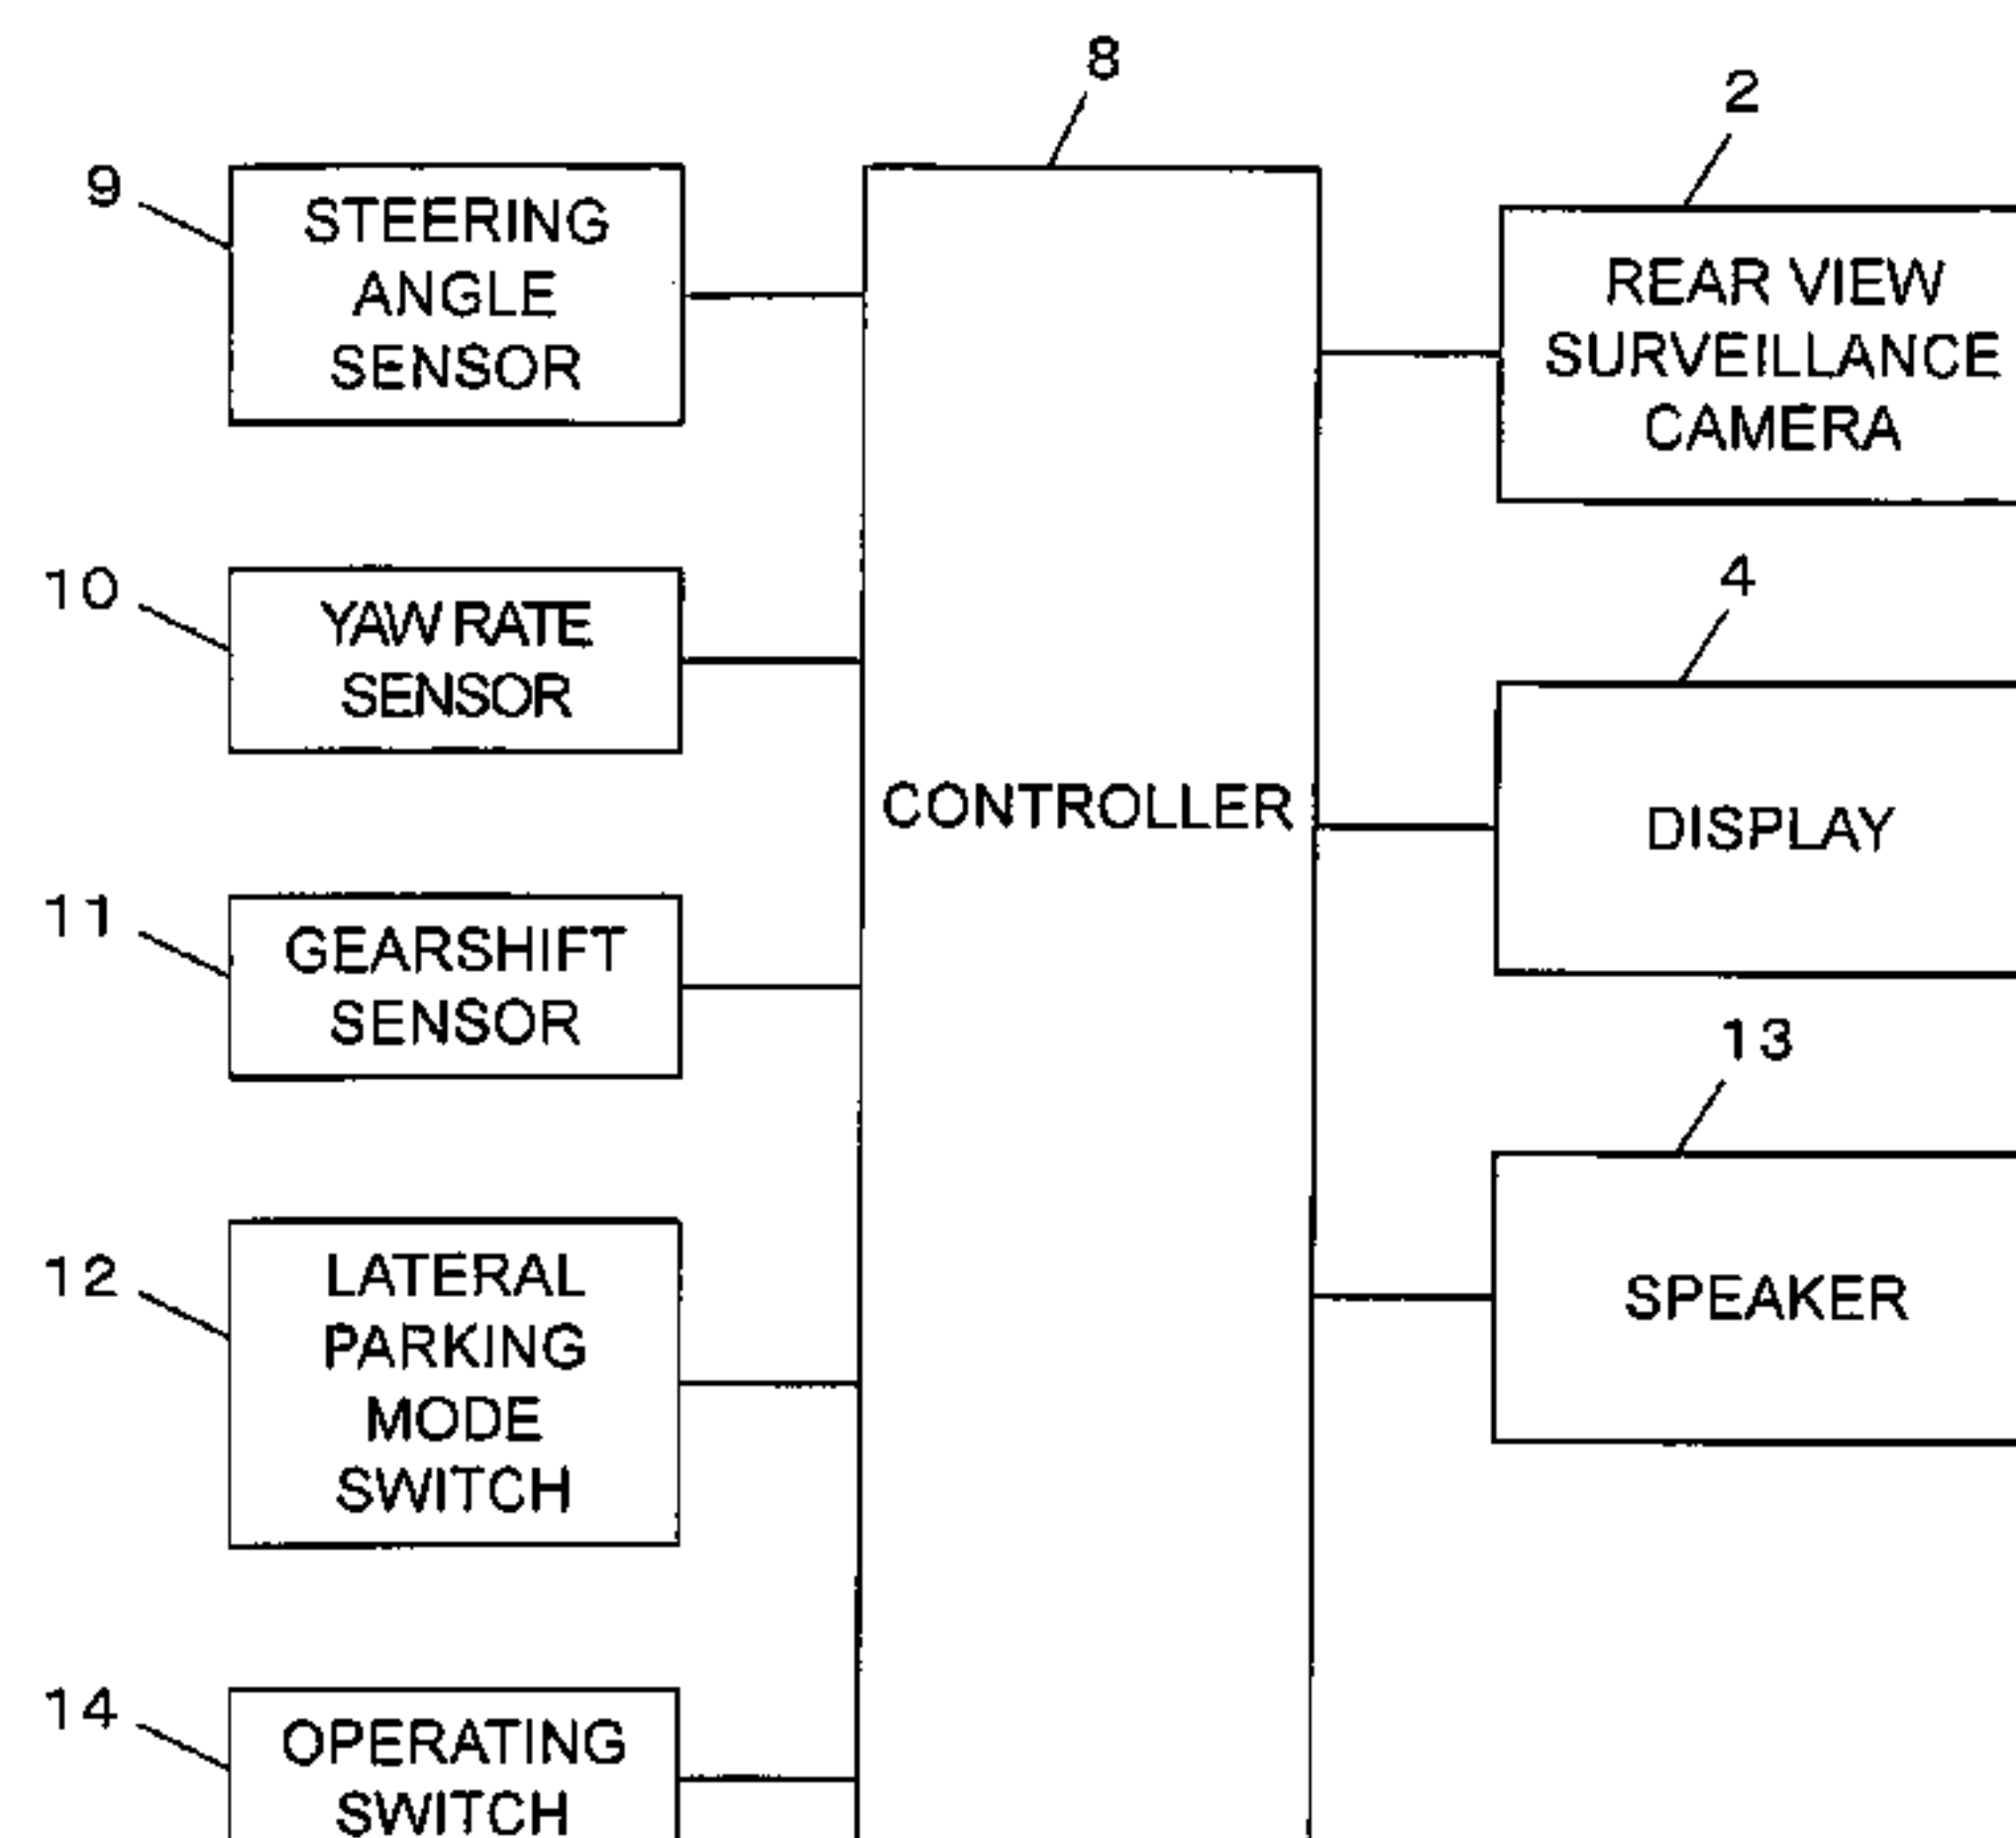 8
2
9
STEERING
ANGLE
SENSOR
REAR VIEW
SURVEILLANCE
CAMERA
10
YAW RATE
SENSOR
4
CONTROLLER
DISPLAY
11
GEARSHIFT
SENSOR
13
12
LATERAL
PARKING
MODE
SWITCH
SPEAKER
14
OPERATING
SWITCH